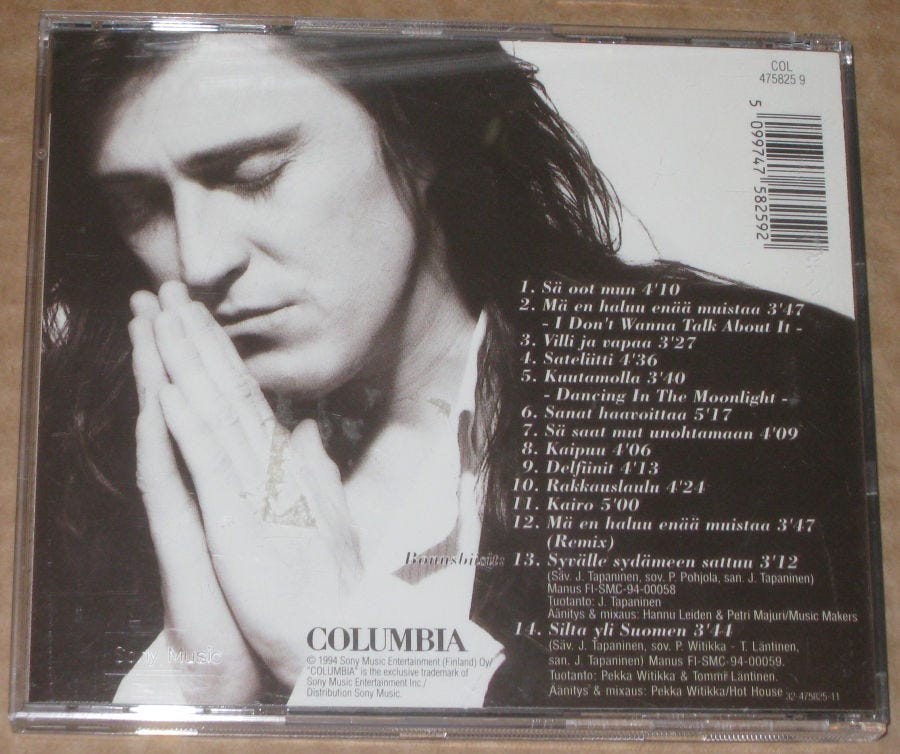 COL
475825 9
5 099747 582592
1. Sä oot mun 4'10
2. Mä en haluu enää muistaa 3'47
- I Don't Wanna Talk About It -
3. Villi ja vapaa 3'27
4. Sateliitti 4'36
5. Kuutamolla 3'40
- Dancing In The Moonlight -
6. Sanat haavoittaa 5'17
7. Sä saat mut unohtamaan 4'09
8. Kaipuu 4'06
9. Delfiinit 4'13
10. Rakkauslaulu 4'24
11. Kairo 5'00
12. Mä en haluu enää muistaa 3'47
(Remix)
Bonusbiisit: 13. Syvälle sydämeen sattuu 3'12
(Säv. J. Tapaninen, sov. P. Pohjola, san. J. Tapaninen)
Manus FI-SMC-94-00058
Tuotanto: J. Tapaninen
Äänitys & mixaus: Hannu Leiden & Petri Majuri/Music Makers
14. Silta yli Suomen 3'44
(Säv. J. Tapaninen, sov. P. Witikka - T. Läntinen,
san. J. Tapaninen) Manus FI-SMC-94-00059.
Tuotanto: Pekka Witikka & Tommi Läntinen.
Äänitys & mixaus: Pekka Witikka/Hot House 32-475825-11
COLUMBIA
© 1994 Sony Music Entertainment (Finland) Oy/
"COLUMBIA" is the exclusive trademark of
Sony Music Entertainment Inc./
Distribution Sony Music.
Sony Music